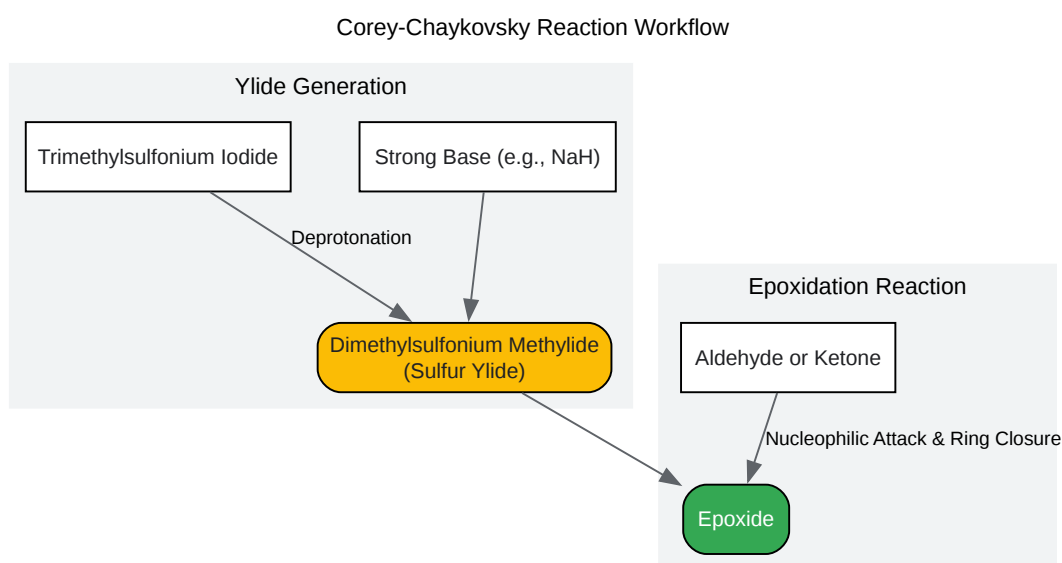 Corey-Chaykovsky Reaction Workflow
Ylide Generation
Trimethylsulfonium Iodide
Strong Base (e.g., NaH)
Deprotonation
Dimethylsulfonium Methylide
(Sulfur Ylide)
Epoxidation Reaction
Aldehyde or Ketone
Nucleophilic Attack & Ring Closure
Epoxide